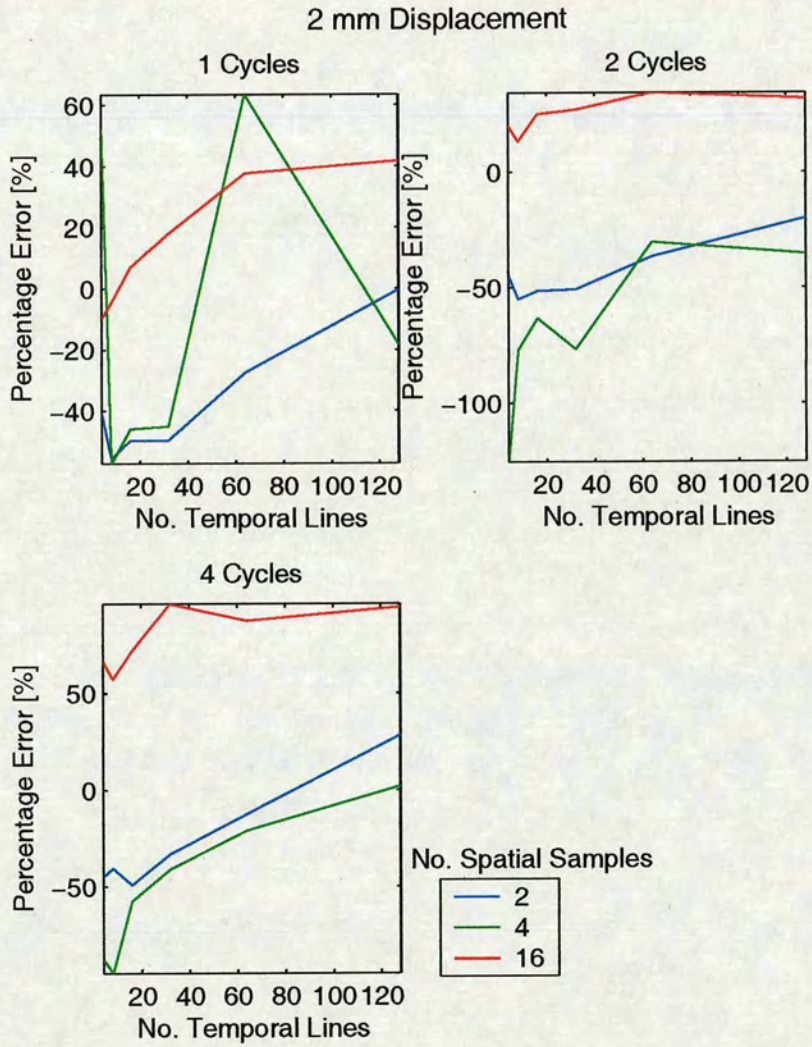 2 mm Displacement
1 Cycles
Percentage Error [%]
60
40
20
0
−20
−40
20 40 60 80 100 120
No. Temporal Lines
2 Cycles
Percentage Error [%]
0
−50
−100
20 40 60 80 100 120
No. Temporal Lines
4 Cycles
Percentage Error [%]
50
0
−50
20 40 60 80 100 120
No. Temporal Lines
No. Spatial Samples
2
4
16